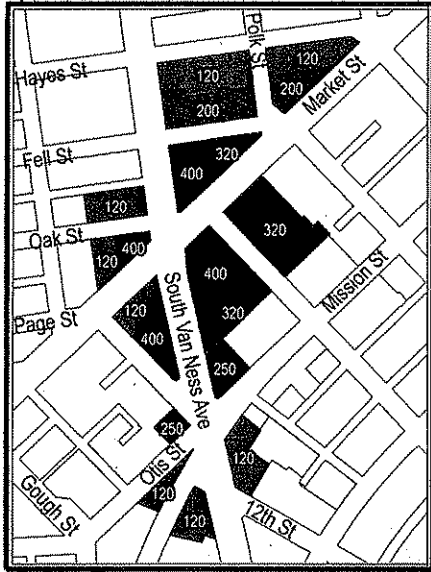 Hayes St
Polk St
120
120
200
200
Market St
Fell St
320
400
120
320
Oak St
400
120
400
Mission St
South Van Ness Ave
Page St
120
320
400
250
250
Otis St
120
120
Gough St
120
12th St